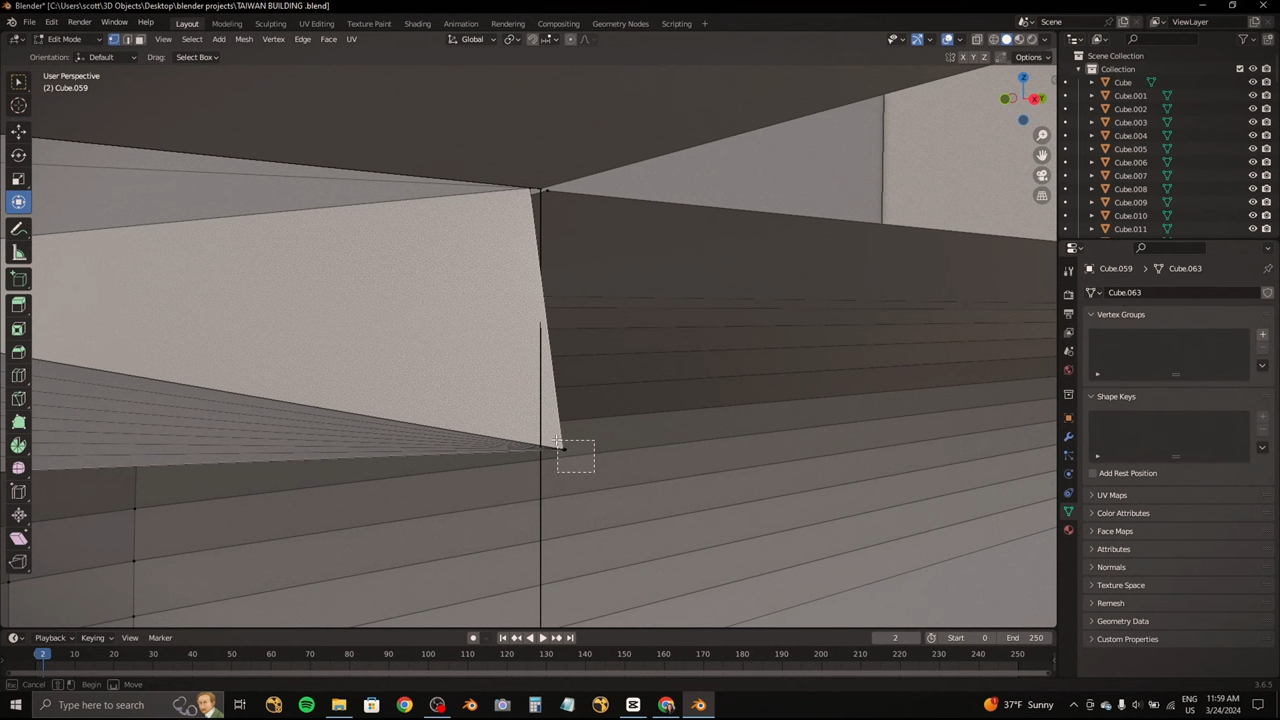 Blender* [C:\Users\scott\3D Objects\Desktop\blender projects\TAIWAN BUILDING .blend]
File Edit Render Window Help Layout Modeling Sculpting UV Editing Texture Paint Shading Animation Rendering Compositing Geometry Nodes Scripting Scene ViewLayer
Edit Mode View Select Add Mesh Vertex Edge Face UV Global
Orientation: Default Drag: Select Box X Y Z Options
User Perspective
(2) Cube.059
Z
X Y
Scene Collection
Collection
Cube
Cube.001
Cube.002
Cube.003
Cube.004
Cube.005
Cube.006
Cube.007
Cube.008
Cube.009
Cube.010
Cube.011
Cube.059 Cube.063
Cube.063
Vertex Groups
Shape Keys
Add Rest Position
UV Maps
Color Attributes
Face Maps
Attributes
Normals
Texture Space
Remesh
Geometry Data
Custom Properties
Playback Keying View Marker 2 Start 0 End 250
2 10 20 30 40 50 60 70 80 90 100 110 120 130 140 150 160 170 180 190 200 210 220 230 240 250
Cancel Begin Move 3.6.5
Type here to search 37°F Sunny ENG US 11:59 AM 3/24/2024